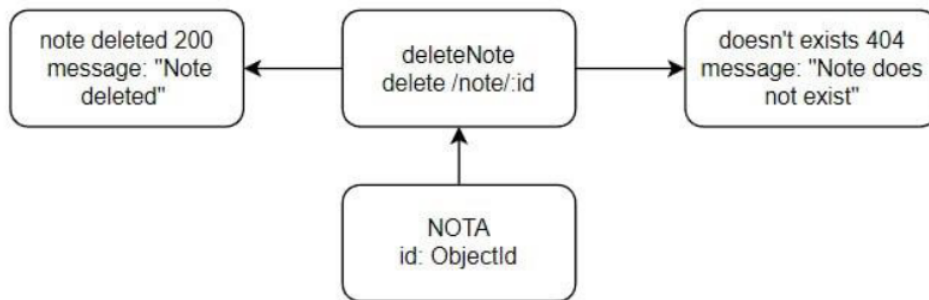 note deleted 200
message: "Note
deleted"
deleteNote
delete /note/:id
doesn't exists 404
message: "Note does
not exist"
NOTA
id: ObjectId